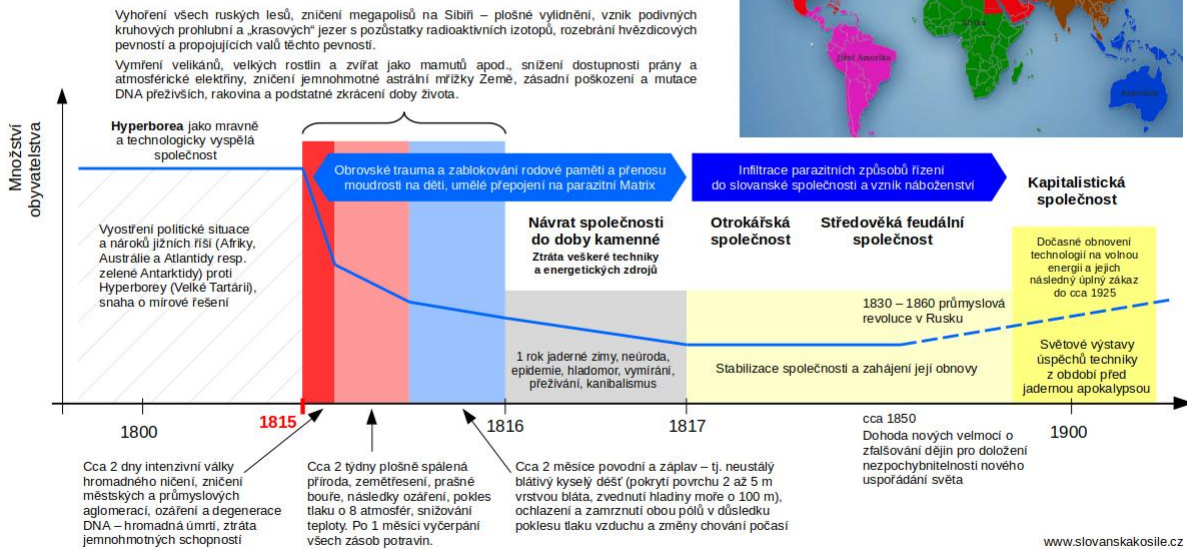 Vyhoření všech ruských lesů, zničení megapolisů na Sibiři – plošné vylidnění, vznik podivných
kruhových prohlubní a „krasových“ jezer s pozůstatky radioaktivních izotopů, rozebrání hvězdicových
pevností a propojujících valů těchto pevností.
Vymření velikánů, velkých rostlin a zvířat jako mamutů apod., snížení dostupnosti prány a
atmosférické elektřiny, zničení jemnohmotné astrální mřížky Země, zásadní poškození a mutace
DNA přeživších, rakovina a podstatné zkrácení doby života.
Afrika
Jižní Amerika
Austrálie
Množství
obyvatelstva
Hyperborea jako mravně
a technologicky vyspělá
společnost
Obrovské trauma a zablokování rodové paměti a přenosu
moudrosti na děti, umělé přepojení na parazitní Matrix
Infiltrace parazitních způsobů řízení
do slovanské společnosti a vznik náboženství
Kapitalistická
společnost
Vyostření politické situace
a nároků jižních říší (Afriky,
Austrálie a Atlantidy resp.
zelené Antarktidy) proti
Hyperborey (Velké Tartárii),
snaha o mírové řešení
Návrat společnosti
do doby kamenné
Ztráta veškeré techniky
a energetických zdrojů
Otrokářská
společnost
Středověká feudální
společnost
Dočasné obnovení
technologií na volnou
energii a jejich
následný úplný zákaz
do cca 1925
1830 – 1860 průmyslová
revoluce v Rusku
1 rok jaderné zimy, neúroda,
epidemie, hladomor, vymírání,
přežívání, kanibalismus
Stabilizace společnosti a zahájení její obnovy
Světové výstavy
úspěchů techniky
z období před
jadernou apokalypsou
1800
1815
1816
1817
1900
cca 1850
Dohoda nových velmocí o
zfalšování dějin pro doložení
nezpochybnitelnosti nového
uspořádání světa
Cca 2 dny intenzivní války
hromadného ničení, zničení
městských a průmyslových
aglomerací, ozáření a degenerace
DNA – hromadná úmrtí, ztráta
jemnohmotných schopností
Cca 2 týdny plošně spálená
příroda, zemětřesení, prašné
bouře, následky ozáření, pokles
tlaku o 8 atmosfér, snižování
teploty. Po 1 měsíci vyčerpání
všech zásob potravin.
Cca 2 měsíce povodní a záplav – tj. neustálý
blátivý kyselý déšť (pokrytí povrchu 2 až 5 m
vrstvou bláta, zvednutí hladiny moře o 100 m),
ochlazení a zamrznutí obou pólů v důsledku
poklesu tlaku vzduchu a změny chování počasí
www.slovanskakosile.cz